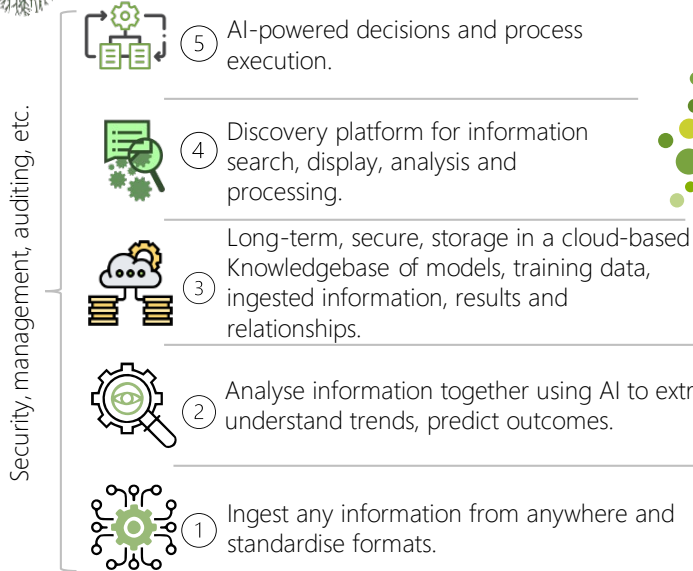 5 AI-powered decisions and process
execution.
4 Discovery platform for information
search, display, analysis and
processing.
Long-term, secure, storage in a cloud-based
3 Knowledgebase of models, training data,
ingested information, results and
relationships.
2 Analyse information together using AI to extr
understand trends, predict outcomes.
1 Ingest any information from anywhere and
standardise formats.
Security, management, auditing, etc.